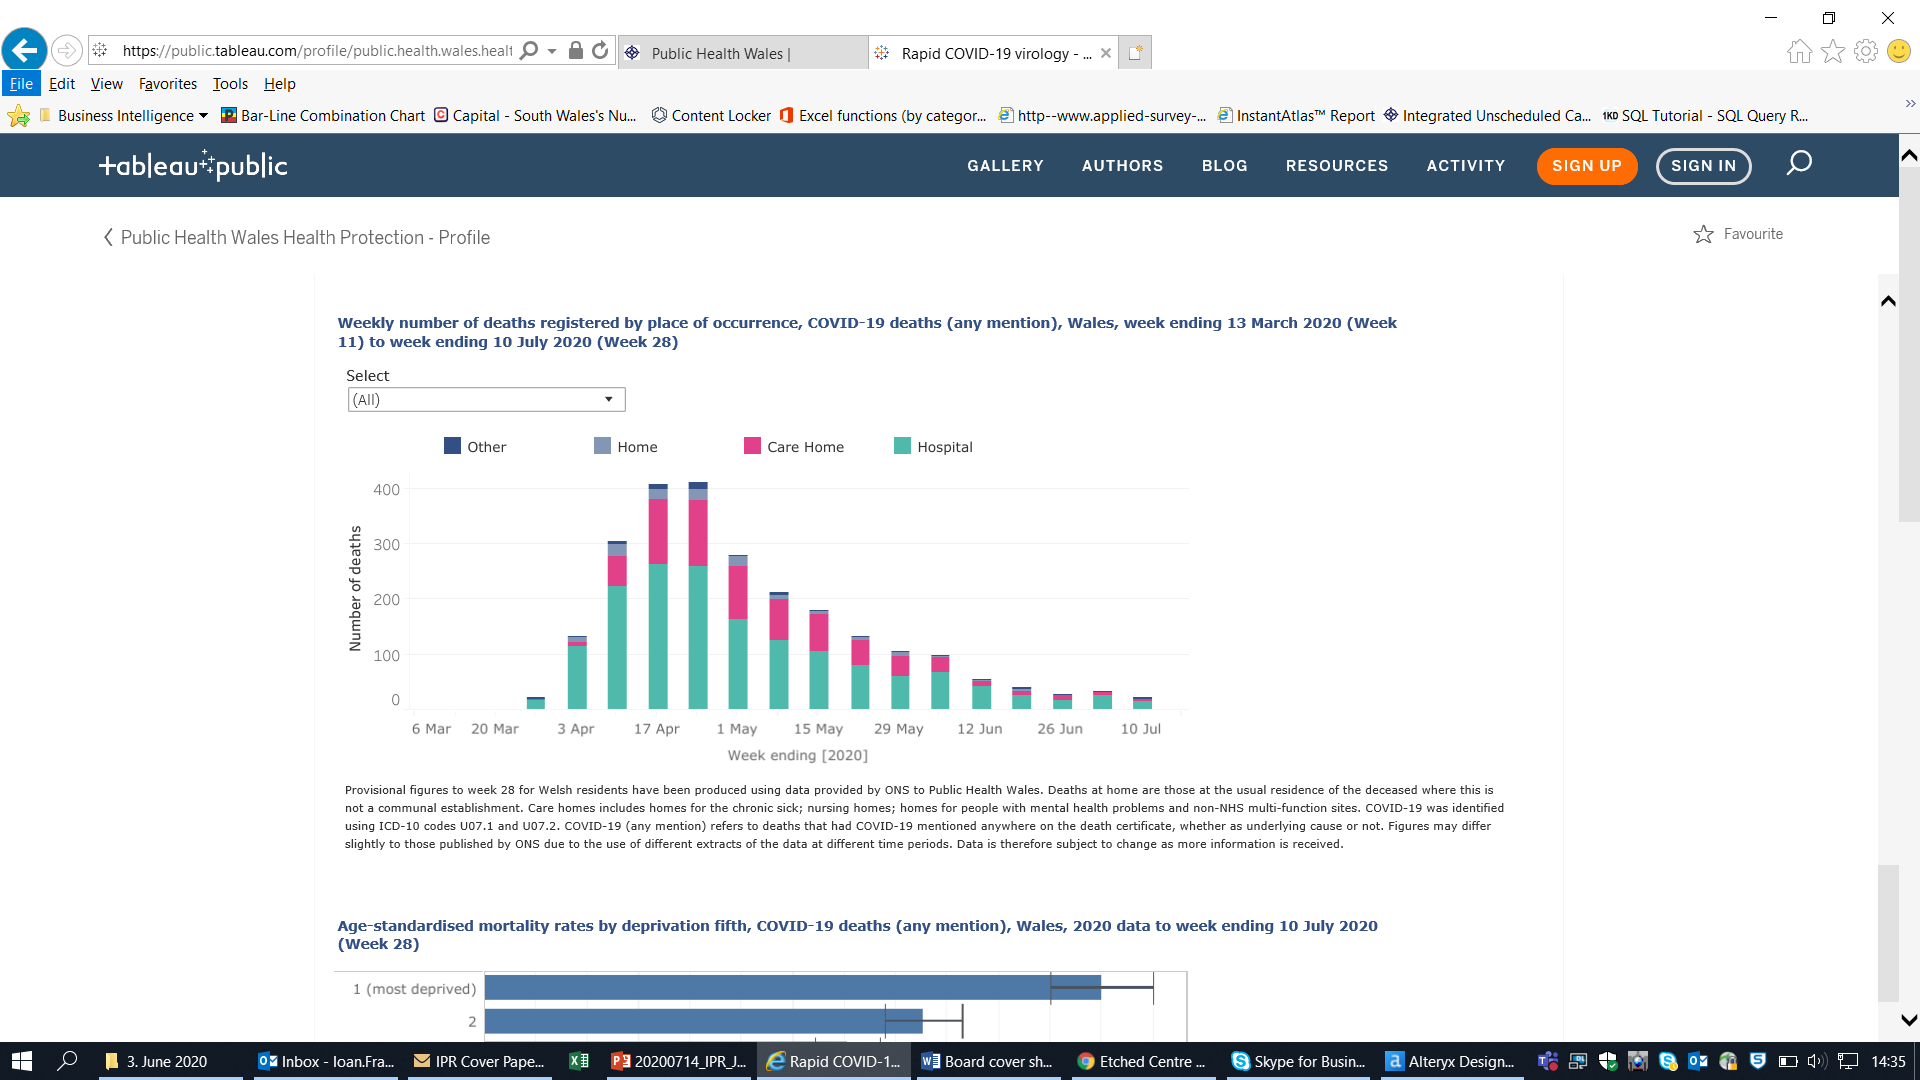 https://public.tableau.com/profile/public.health.wales.healt
Public Health Wales |
Rapid COVID-19 virology - ...
File Edit View Favorites Tools Help
Business Intelligence Bar-Line Combination Chart Capital - South Wales's Nu... Content Locker Excel functions (by categor... http--www.applied-survey-... InstantAtlas™ Report Integrated Unscheduled Ca... 1KD SQL Tutorial - SQL Query R...
tableau public GALLERY AUTHORS BLOG RESOURCES ACTIVITY SIGN UP SIGN IN
Public Health Wales Health Protection - Profile Favourite
Weekly number of deaths registered by place of occurrence, COVID-19 deaths (any mention), Wales, week ending 13 March 2020 (Week
11) to week ending 10 July 2020 (Week 28)
Select
(All)
Other Home Care Home Hospital
Number of deaths
400
300
200
100
0
6 Mar 20 Mar 3 Apr 17 Apr 1 May 15 May 29 May 12 Jun 26 Jun 10 Jul
Week ending [2020]
Provisional figures to week 28 for Welsh residents have been produced using data provided by ONS to Public Health Wales. Deaths at home are those at the usual residence of the deceased where this is
not a communal establishment. Care homes includes homes for the chronic sick; nursing homes; homes for people with mental health problems and non-NHS multi-function sites. COVID-19 was identified
using ICD-10 codes U07.1 and U07.2. COVID-19 (any mention) refers to deaths that had COVID-19 mentioned anywhere on the death certificate, whether as underlying cause or not. Figures may differ
slightly to those published by ONS due to the use of different extracts of the data at different time periods. Data is therefore subject to change as more information is received.
Age-standardised mortality rates by deprivation fifth, COVID-19 deaths (any mention), Wales, 2020 data to week ending 10 July 2020
(Week 28)
1 (most deprived)
2
3. June 2020 Inbox - Ioan.Fra... IPR Cover Pape... 20200714_IPR_J... Rapid COVID-1... Board cover sh... Etched Centre ... Skype for Busin... Alteryx Design... 14:35